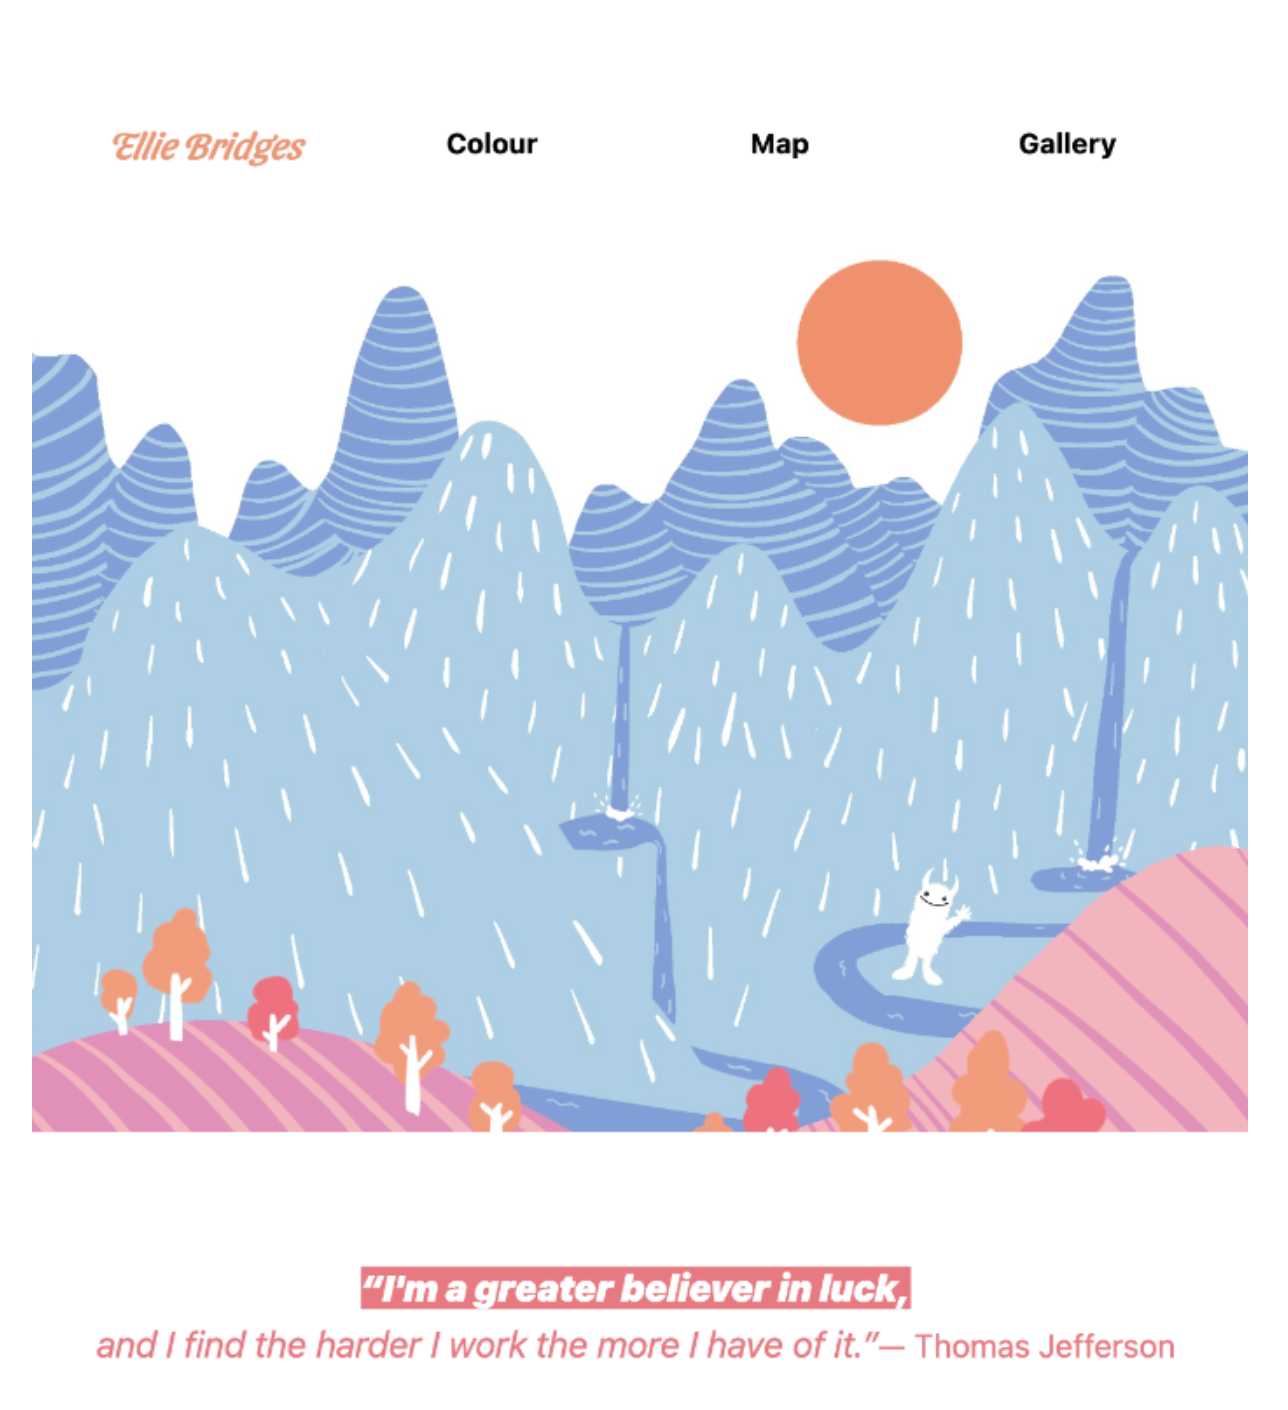 Ellie Bridges Colour Map Gallery
“I'm a greater believer in luck,
and I find the harder I work the more I have of it.”— Thomas Jefferson